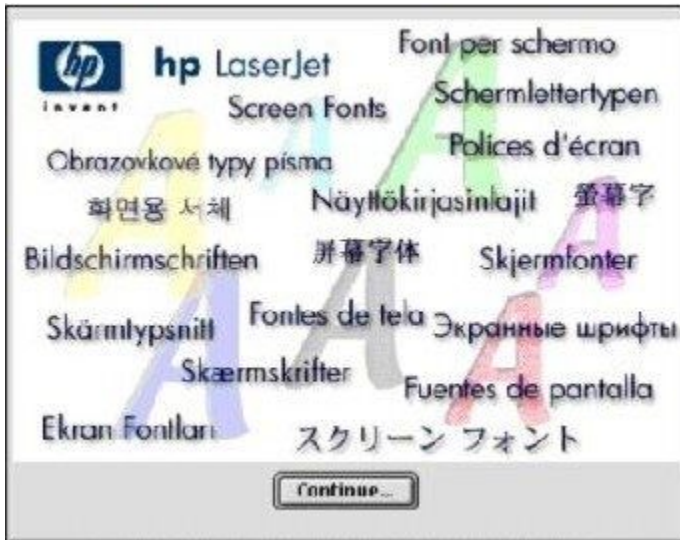 hp
invent
hp LaserJet
Font per schermo
Screen Fonts
Schermlettertypen
Obrazovkové typy písma
Polices d'écran
화면용 서체
Näyttökirjasinlajit
螢幕字
Bildschirmschriften
屏幕字体
Skjermfonter
Skärmtypsnitt
Fontes de tela
Экранные шрифты
Skærmskrifter
Fuentes de pantalla
Ekran Fontları
スクリーン フォント
Continue...